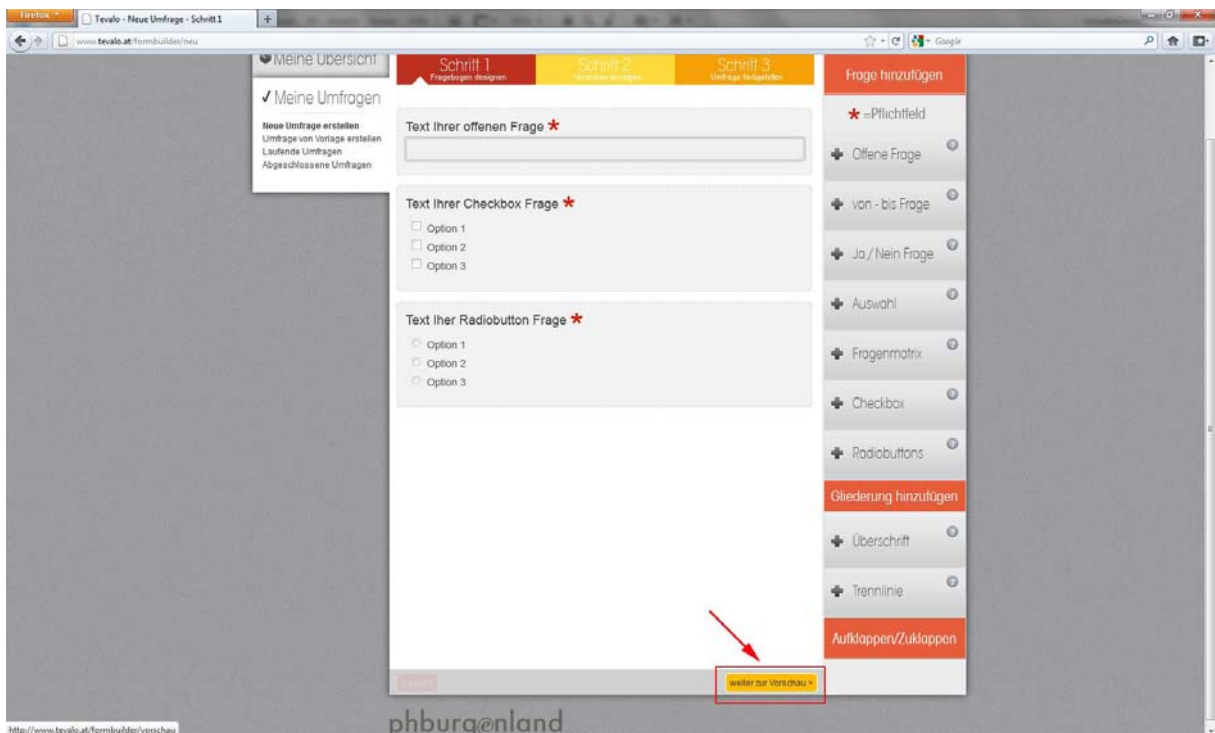 Firefox
Tevalo - Neue Umfrage - Schritt 1
www.tevalo.at/formbuilder/neu
Google
Meine Übersicht
Meine Umfragen
Neue Umfrage erstellen
Umfrage von Vorlage erstellen
Laufende Umfragen
Abgeschlossene Umfragen
Schritt 1
Fragebogen designen
Schritt 2
Vorschau anzeigen
Schritt 3
Umfrage fertigstellen
Text Ihrer offenen Frage *
Text Ihrer Checkbox Frage *
Option 1
Option 2
Option 3
Text Iher Radiobutton Frage *
Option 1
Option 2
Option 3
weiter zur Vorschau »
Frage hinzufügen
* =Pflichtfeld
Offene Frage
von - bis Frage
Ja / Nein Frage
Auswahl
Fragenmatrix
Checkbox
Radiobuttons
Gliederung hinzufügen
Überschrift
Trennlinie
Aufklappen/Zuklappen
phburgenland
http://www.tevalo.at/formbuilder/vorschau